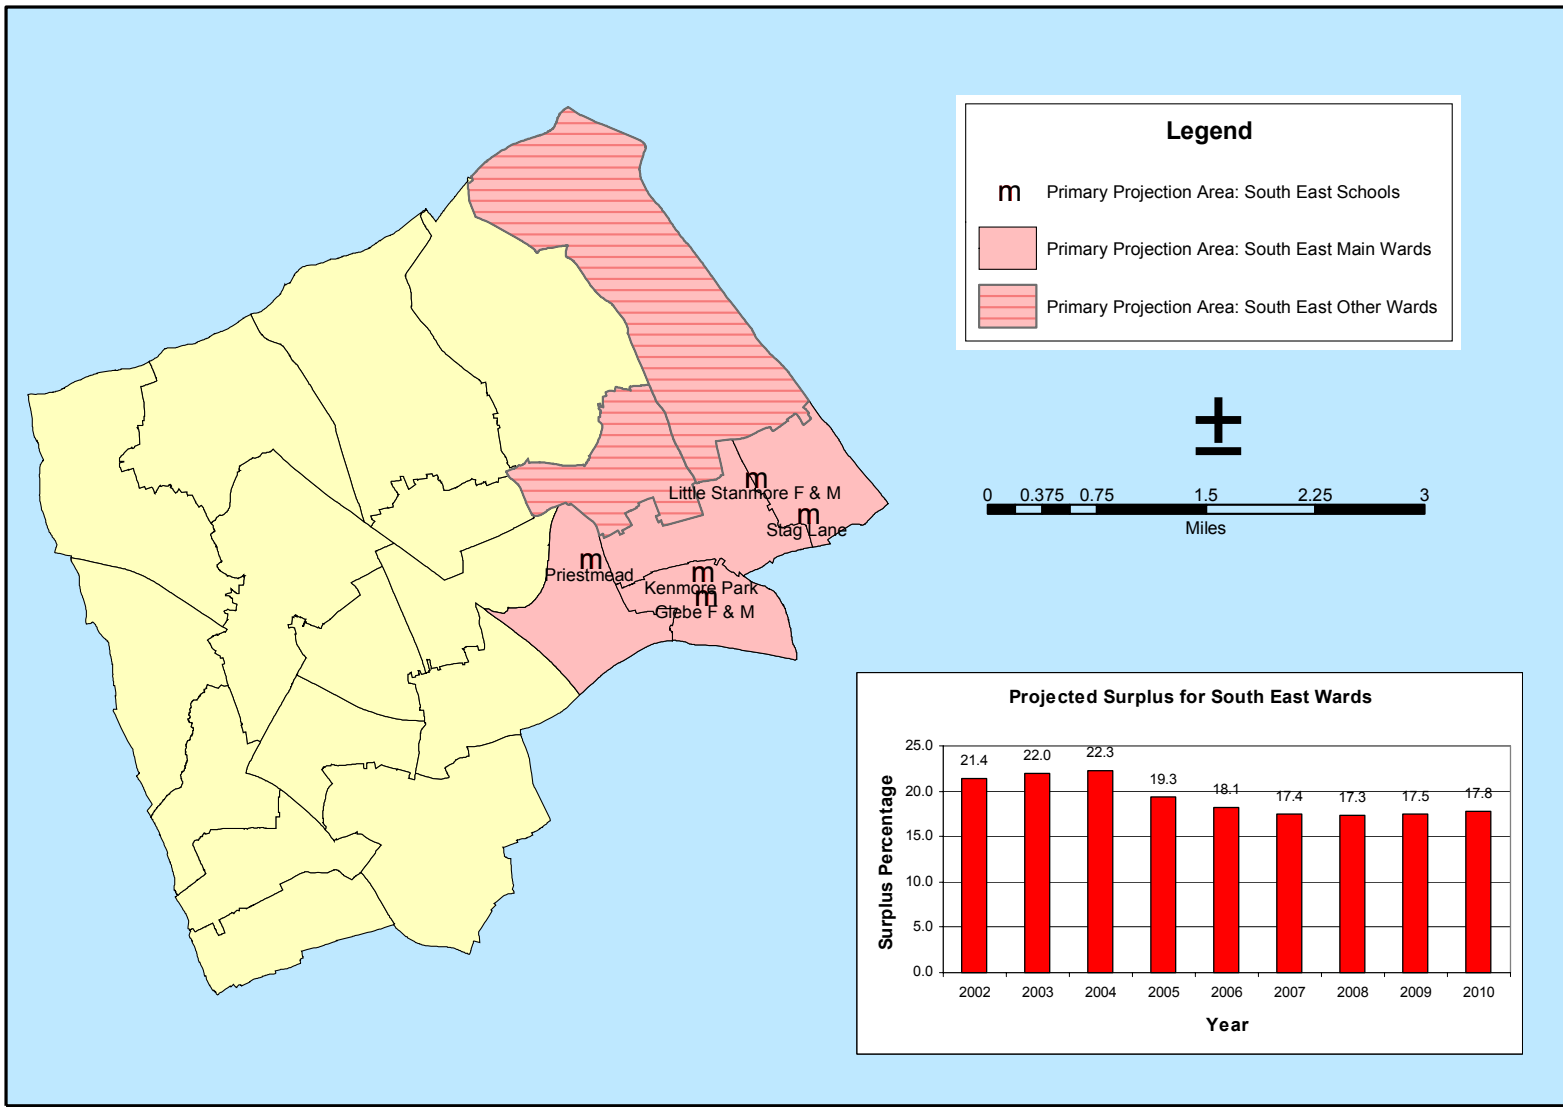 Legend
m Primary Projection Area: South East Schools
Primary Projection Area: South East Main Wards
Primary Projection Area: South East Other Wards
±
0 0.375 0.75 1.5 2.25 3
Miles
m
Little Stanmore F & M
m
Stag Lane
m
Priestmead
m
Kenmore Park
m
Glebe F & M
Projected Surplus for South East Wards
Surplus Percentage
25.0
20.0
15.0
10.0
5.0
0.0
21.4 22.0 22.3 19.3 18.1 17.4 17.3 17.5 17.8
2002 2003 2004 2005 2006 2007 2008 2009 2010
Year